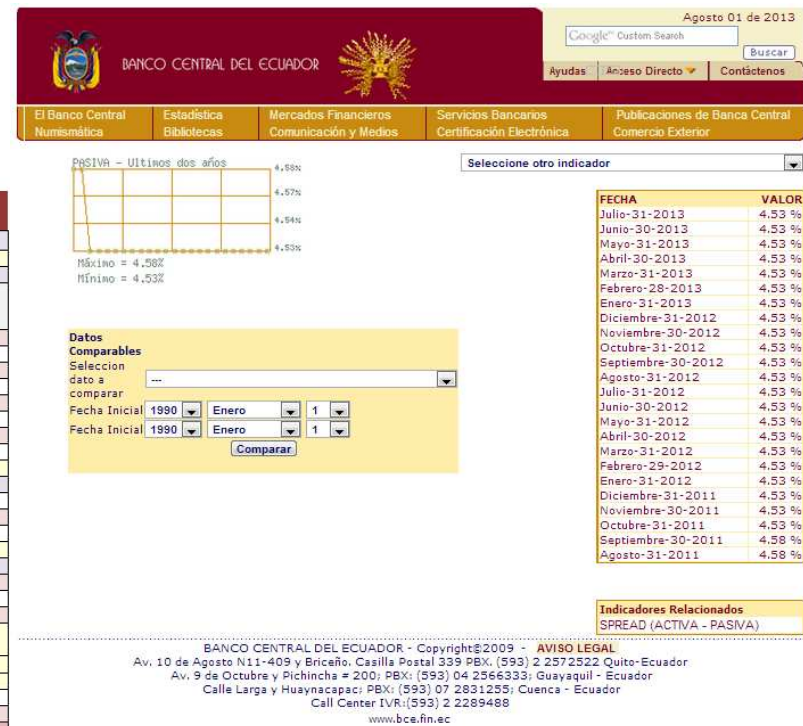 Agosto 01 de 2013
Google™ Custom Search
Buscar
BANCO CENTRAL DEL ECUADOR
Ayudas Acceso Directo Contáctenos
El Banco Central Estadística Mercados Financieros Servicios Bancarios Publicaciones de Banca Central
Numismática Bibliotecas Comunicación y Medios Certificación Electrónica Comercio Exterior
PASIVA - Ultimos dos años
4.58%
4.57%
4.54%
4.53%
Máximo = 4.58%
Mínimo = 4.53%
Seleccione otro indicador
FECHA VALOR
Julio-31-2013 4.53 %
Junio-30-2013 4.53 %
Mayo-31-2013 4.53 %
Abril-30-2013 4.53 %
Marzo-31-2013 4.53 %
Febrero-28-2013 4.53 %
Enero-31-2013 4.53 %
Diciembre-31-2012 4.53 %
Noviembre-30-2012 4.53 %
Octubre-31-2012 4.53 %
Septiembre-30-2012 4.53 %
Agosto-31-2012 4.53 %
Julio-31-2012 4.53 %
Junio-30-2012 4.53 %
Mayo-31-2012 4.53 %
Abril-30-2012 4.53 %
Marzo-31-2012 4.53 %
Febrero-29-2012 4.53 %
Enero-31-2012 4.53 %
Diciembre-31-2011 4.53 %
Noviembre-30-2011 4.53 %
Octubre-31-2011 4.53 %
Septiembre-30-2011 4.58 %
Agosto-31-2011 4.58 %
Datos
Comparables
Seleccion
dato a
comparar
---
Fecha Inicial 1990 Enero 1
Fecha Inicial 1990 Enero 1
Comparar
Indicadores Relacionados
SPREAD (ACTIVA - PASIVA)
BANCO CENTRAL DEL ECUADOR - Copyright©2009 - AVISO LEGAL
Av. 10 de Agosto N11-409 y Briceño. Casilla Postal 339 PBX. (593) 2 2572522 Quito-Ecuador
Av. 9 de Octubre y Pichincha # 200; PBX: (593) 04 2566333; Guayaquil - Ecuador
Calle Larga y Huaynacapac; PBX: (593) 07 2831255; Cuenca - Ecuador
Call Center IVR:(593) 2 2289488
www.bce.fin.ec